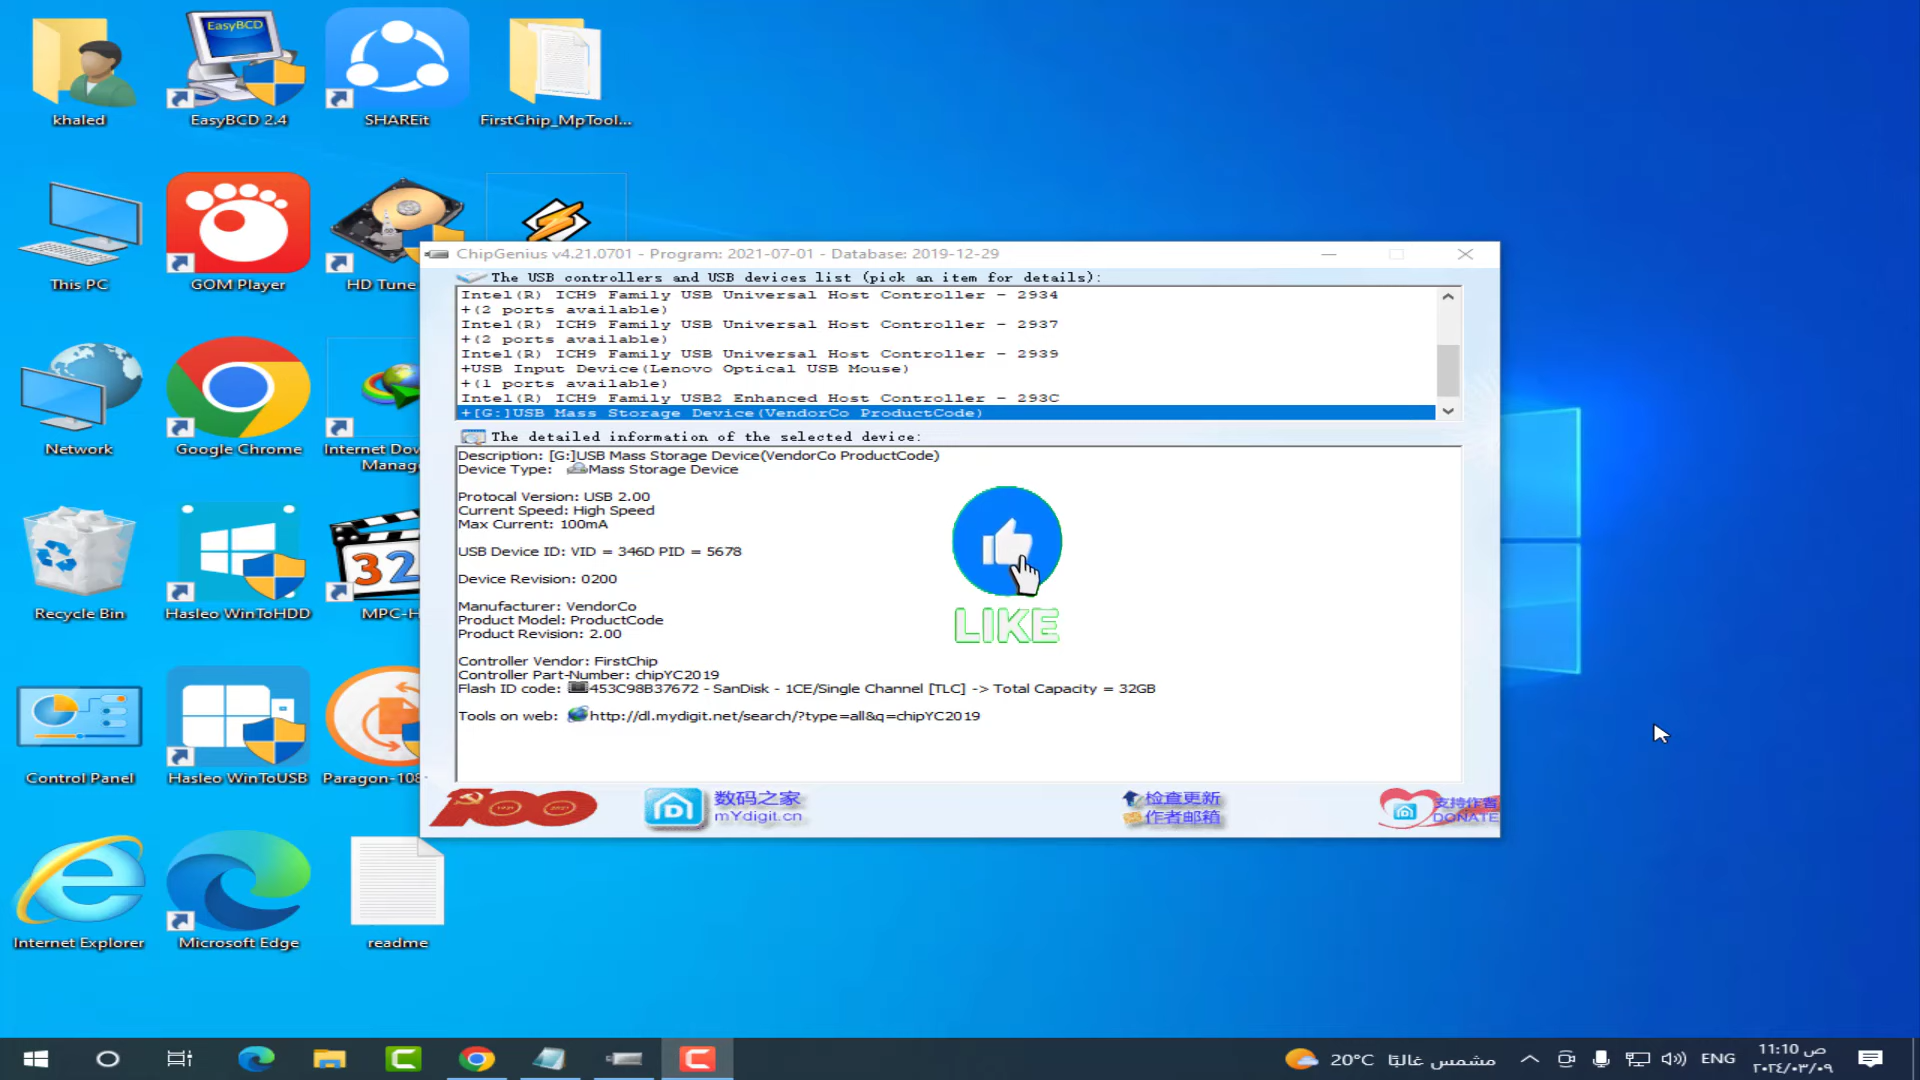 khaled
EasyBCD
EasyBCD 2.4
SHAREit
FirstChip_MpTool...
This PC
GOM Player
HD Tune
Network
Google Chrome
Internet Dow
Manag
Recycle Bin
Hasleo WinToHDD
32
MPC-H
Control Panel
Hasleo WinToUSB
Paragon-108
Internet Explorer
Microsoft Edge
readme
ChipGenius v4.21.0701 - Program: 2021-07-01 - Database: 2019-12-29
The USB controllers and USB devices list (pick an item for details):
Intel(R) ICH9 Family USB Universal Host Controller - 2934
+(2 ports available)
Intel(R) ICH9 Family USB Universal Host Controller - 2937
+(2 ports available)
Intel(R) ICH9 Family USB Universal Host Controller - 2939
+USB Input Device(Lenovo Optical USB Mouse)
+(1 ports available)
Intel(R) ICH9 Family USB2 Enhanced Host Controller - 293C
+[G:]USB Mass Storage Device(VendorCo ProductCode)
The detailed information of the selected device:
Description: [G:]USB Mass Storage Device(VendorCo ProductCode)
Device Type: Mass Storage Device
Protocal Version: USB 2.00
Current Speed: High Speed
Max Current: 100mA
USB Device ID: VID = 346D PID = 5678
Device Revision: 0200
Manufacturer: VendorCo
Product Model: ProductCode
Product Revision: 2.00
Controller Vendor: FirstChip
Controller Part-Number: chipYC2019
Flash ID code: 453C98B37672 - SanDisk - 1CE/Single Channel [TLC] -> Total Capacity = 32GB
Tools on web: http://dl.mydigit.net/search/?type=all&q=chipYC2019
LIKE
100
1921
2021
数码之家
mYdigit.cn
检查更新
作者邮箱
支持作者
DONATE
20°C مشمس غالبًا
ENG
11:10 ص
٢٠٢٤/٠٣/٠٩